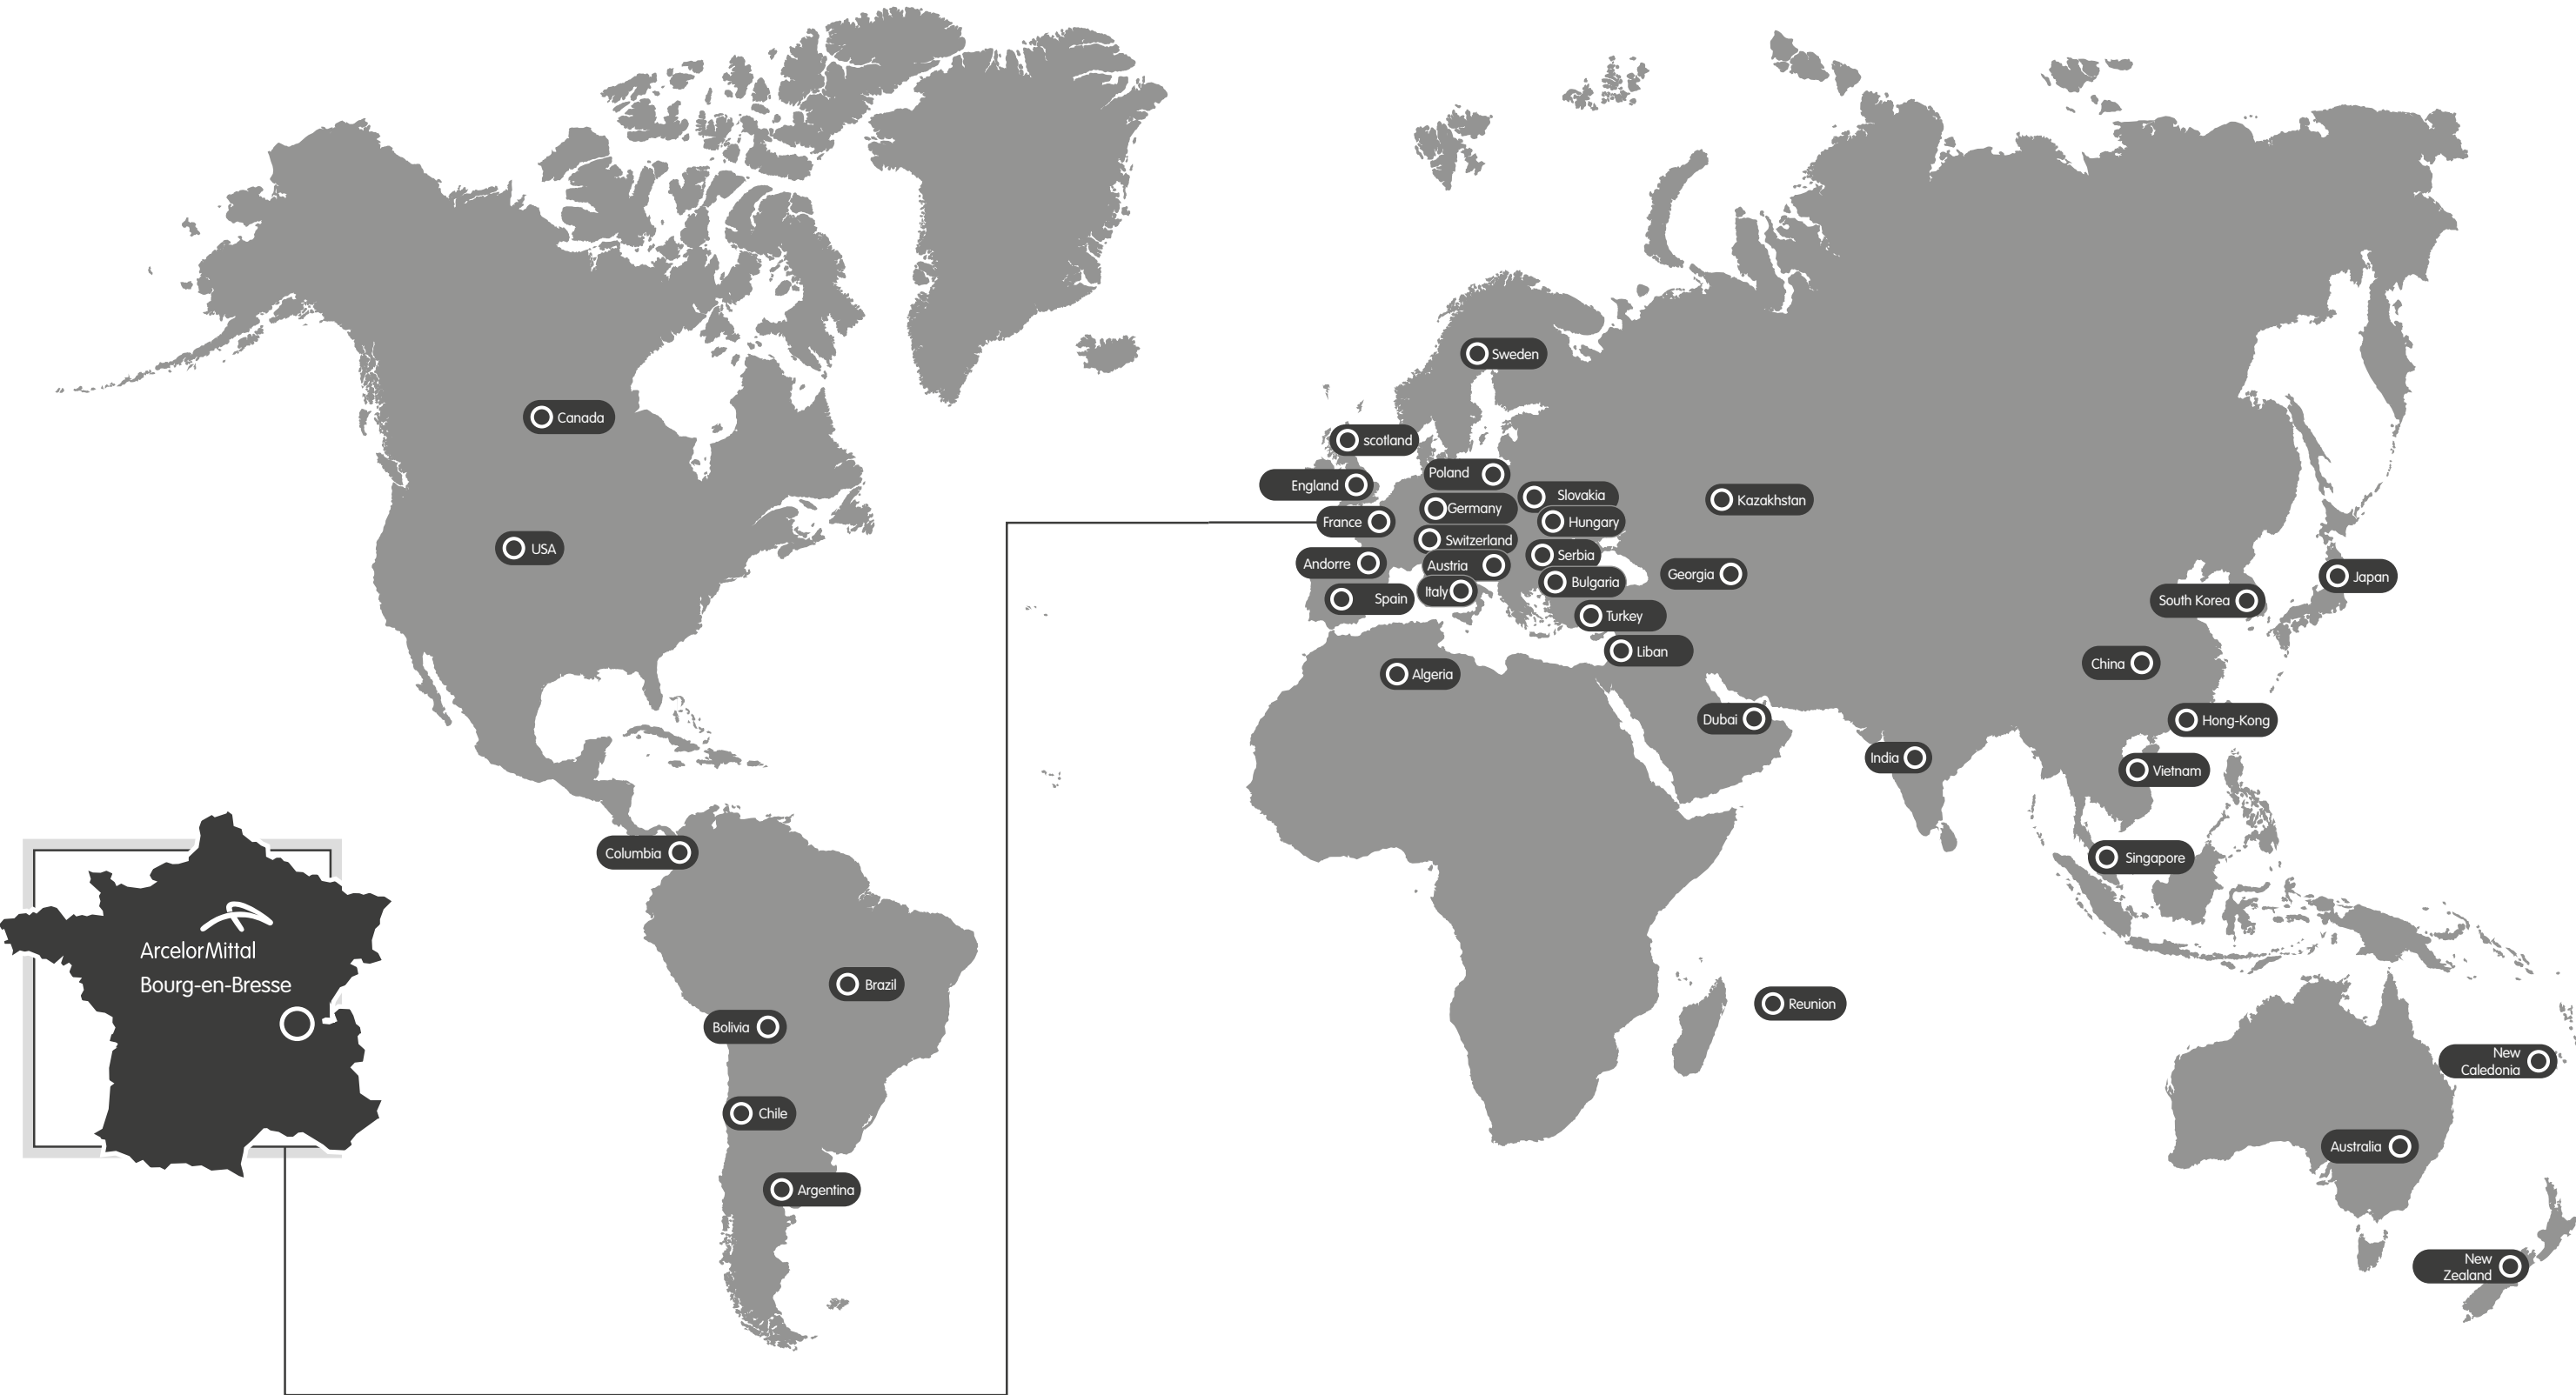 Canada
USA
Columbia
Brazil
Bolivia
Chile
Argentina
ArcelorMittal
Bourg-en-Bresse
Sweden
scotland
England
France
Andorre
Spain
Poland
Germany
Switzerland
Austria
Italy
Slovakia
Hungary
Serbia
Bulgaria
Turkey
Liban
Algeria
Kazakhstan
Georgia
Dubai
India
Reunion
Japan
South Korea
China
Hong-Kong
Vietnam
Singapore
New
Caledonia
Australia
New
Zealand